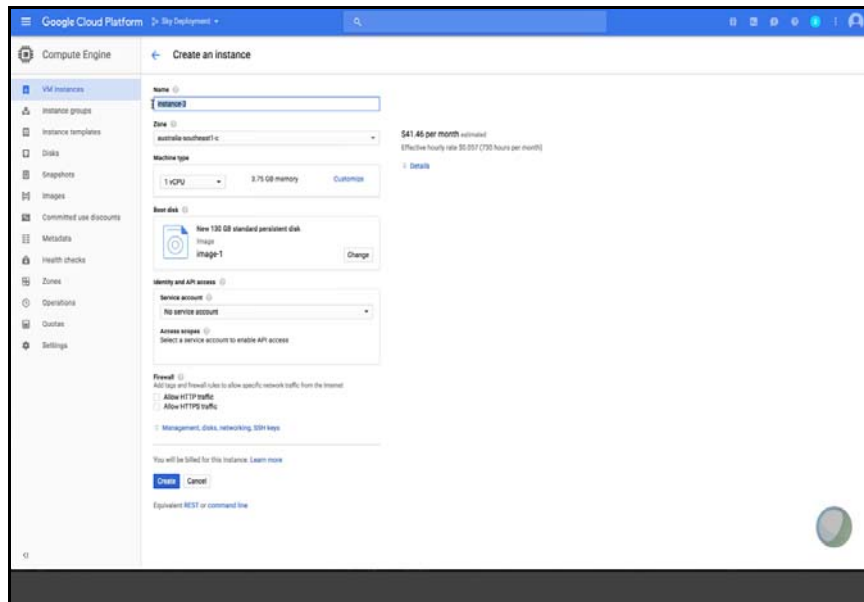 Google Cloud Platform
Sky Deployment
Compute Engine
Create an instance
VM instances
Instance groups
Instance templates
Disks
Snapshots
Images
Committed use discounts
Metadata
Health checks
Zones
Operations
Quotas
Settings
Name
instance-3
Zone
australia-southeast1-c
Machine type
1 vCPU
3.75 GB memory
Customize
Boot disk
New 130 GB standard persistent disk
Image
image-1
Change
Identity and API access
Service account
No service account
Access scopes
Select a service account to enable API access
Firewall
Add tags and firewall rules to allow specific network traffic from the Internet
Allow HTTP traffic
Allow HTTPS traffic
Management, disks, networking, SSH keys
You will be billed for this instance. Learn more
Create Cancel
Equivalent REST or command line
$41.46 per month estimated
Effective hourly rate $0.057 (730 hours per month)
Details